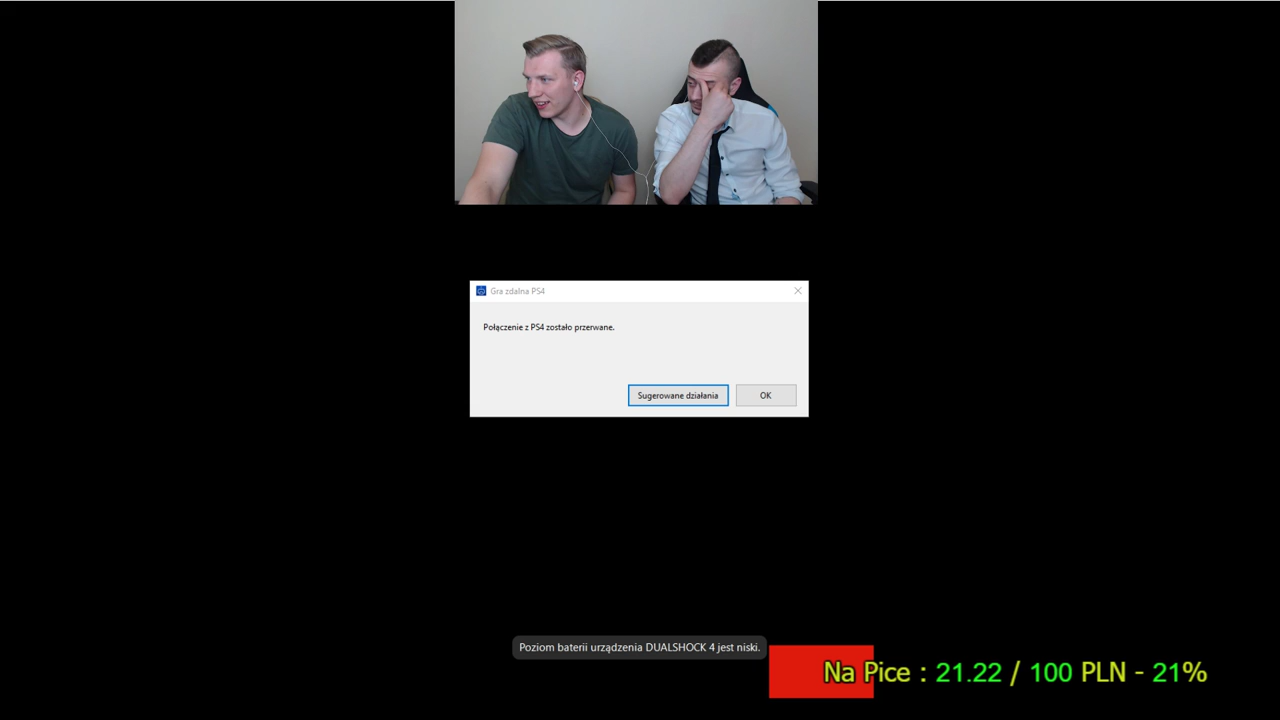 Gra zdalna PS4
Połączenie z PS4 zostało przerwane.
Sugerowane działania
OK
Poziom baterii urządzenia DUALSHOCK 4 jest niski.
Na Pice : 21.22 / 100 PLN - 21%